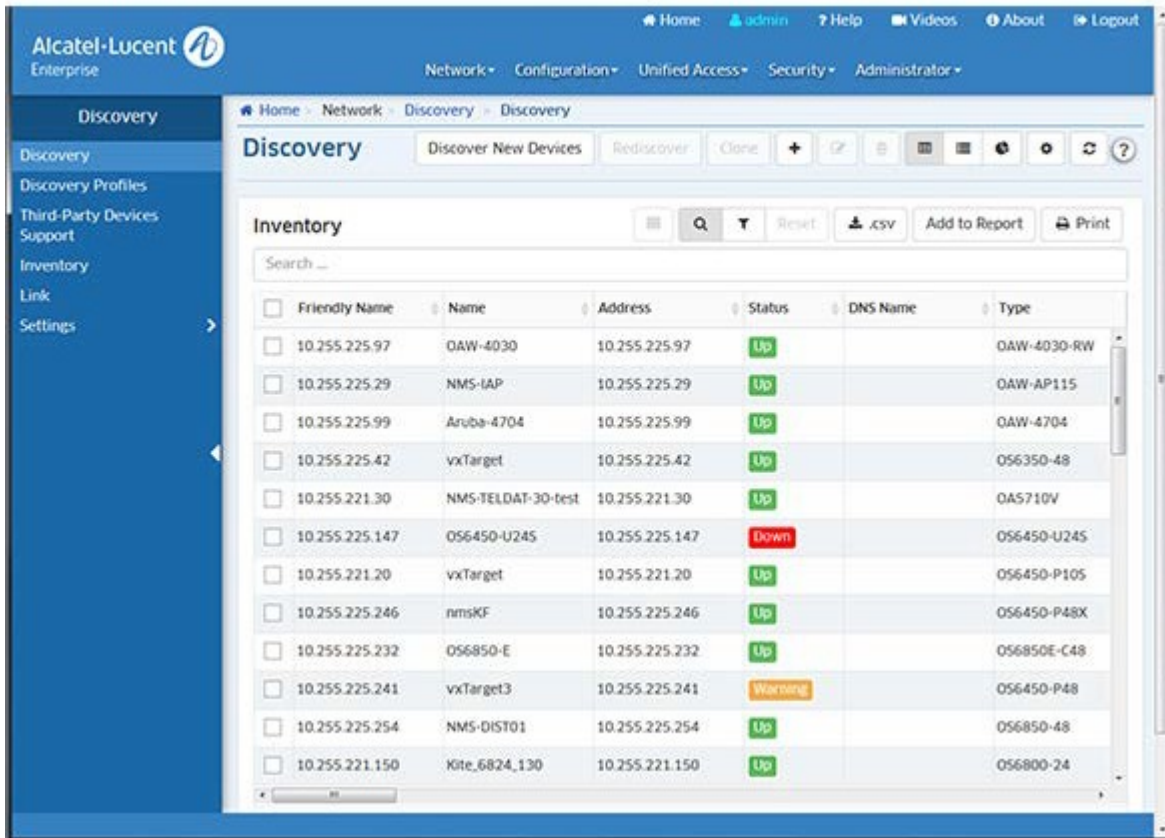 Home admin ? Help Videos About Logout
Alcatel-Lucent
Enterprise
Network Configuration Unified Access Security Administrator
Discovery
Discovery
Discovery Profiles
Third-Party Devices
Support
Inventory
Link
Settings
Home Network Discovery Discovery
Discovery Discover New Devices Rediscover Clone ?
Inventory Reset .csv Add to Report Print
Search ...
Friendly Name Name Address Status DNS Name Type
10.255.225.97 OAW-4030 10.255.225.97 Up OAW-4030-RW
10.255.225.29 NMS-IAP 10.255.225.29 Up OAW-AP115
10.255.225.99 Aruba-4704 10.255.225.99 Up OAW-4704
10.255.225.42 vxTarget 10.255.225.42 Up OS6350-48
10.255.221.30 NMS-TELDAT-30-test 10.255.221.30 Up OA5710V
10.255.225.147 OS6450-U24S 10.255.225.147 Down OS6450-U24S
10.255.221.20 vxTarget 10.255.221.20 Up OS6450-P10S
10.255.225.246 nmsKF 10.255.225.246 Up OS6450-P48X
10.255.225.232 OS6850-E 10.255.225.232 Up OS6850E-C48
10.255.225.241 vxTarget3 10.255.225.241 Warning OS6450-P48
10.255.225.254 NMS-DIST01 10.255.225.254 Up OS6850-48
10.255.221.150 Kite_6824_130 10.255.221.150 Up OS6800-24